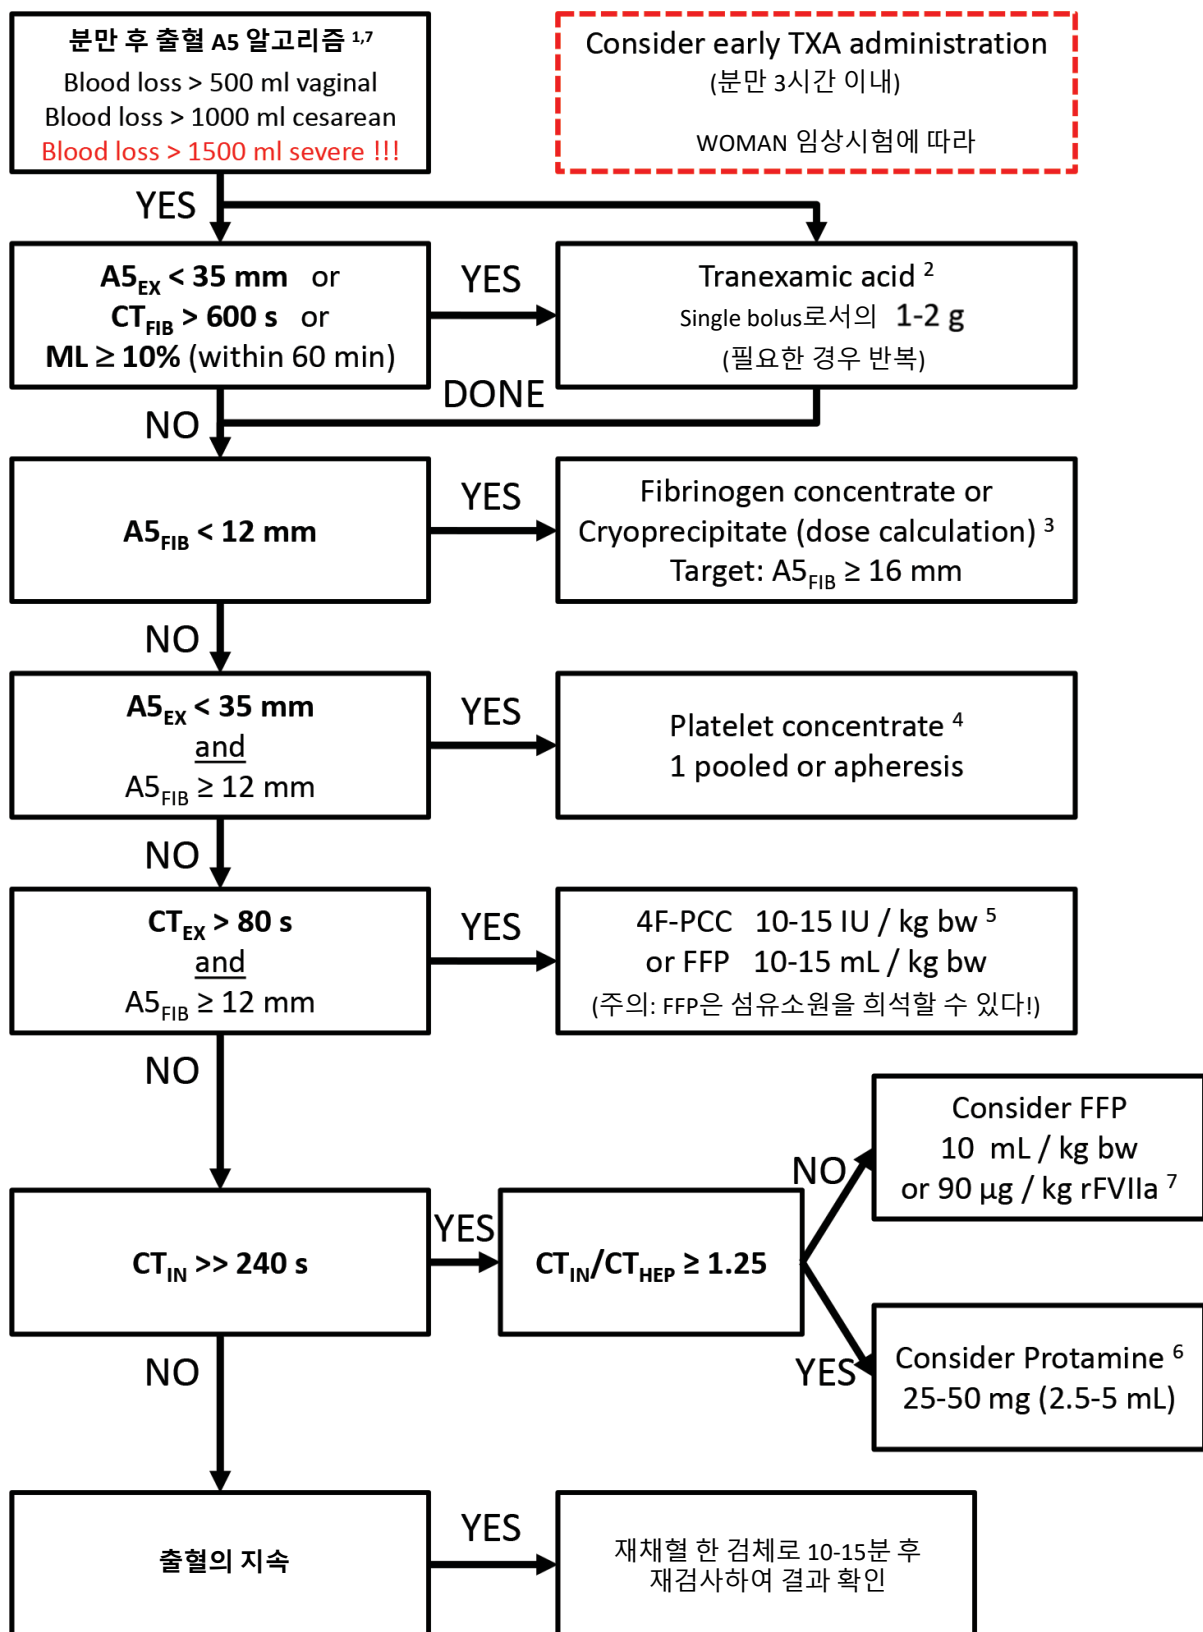 분만 후 출혈 A5 알고리즘 1,7
Blood loss > 500 ml vaginal
Blood loss > 1000 ml cesarean
Blood loss > 1500 ml severe !!!
Consider early TXA administration
(분만 3시간 이내)
WOMAN 임상시험에 따라
YES
A5EX < 35 mm or
CTFIB > 600 s or
ML ≥ 10% (within 60 min)
YES
Tranexamic acid 2
Single bolus로서의 1-2 g
(필요한 경우 반복)
DONE
NO
A5FIB < 12 mm
YES
Fibrinogen concentrate or
Cryoprecipitate (dose calculation) 3
Target: A5FIB ≥ 16 mm
NO
A5EX < 35 mm
and
A5FIB ≥ 12 mm
YES
Platelet concentrate 4
1 pooled or apheresis
NO
CTEX > 80 s
and
A5FIB ≥ 12 mm
YES
4F-PCC 10-15 IU / kg bw 5
or FFP 10-15 mL / kg bw
(주의: FFP은 섬유소원을 희석할 수 있다!)
NO
CTIN >> 240 s
YES
CTIN/CTHEP ≥ 1.25
NO
Consider FFP
10 mL / kg bw
or 90 µg / kg rFVIIa 7
YES
Consider Protamine 6
25-50 mg (2.5-5 mL)
NO
출혈의 지속
YES
재채혈 한 검체로 10-15분 후
재검사하여 결과 확인